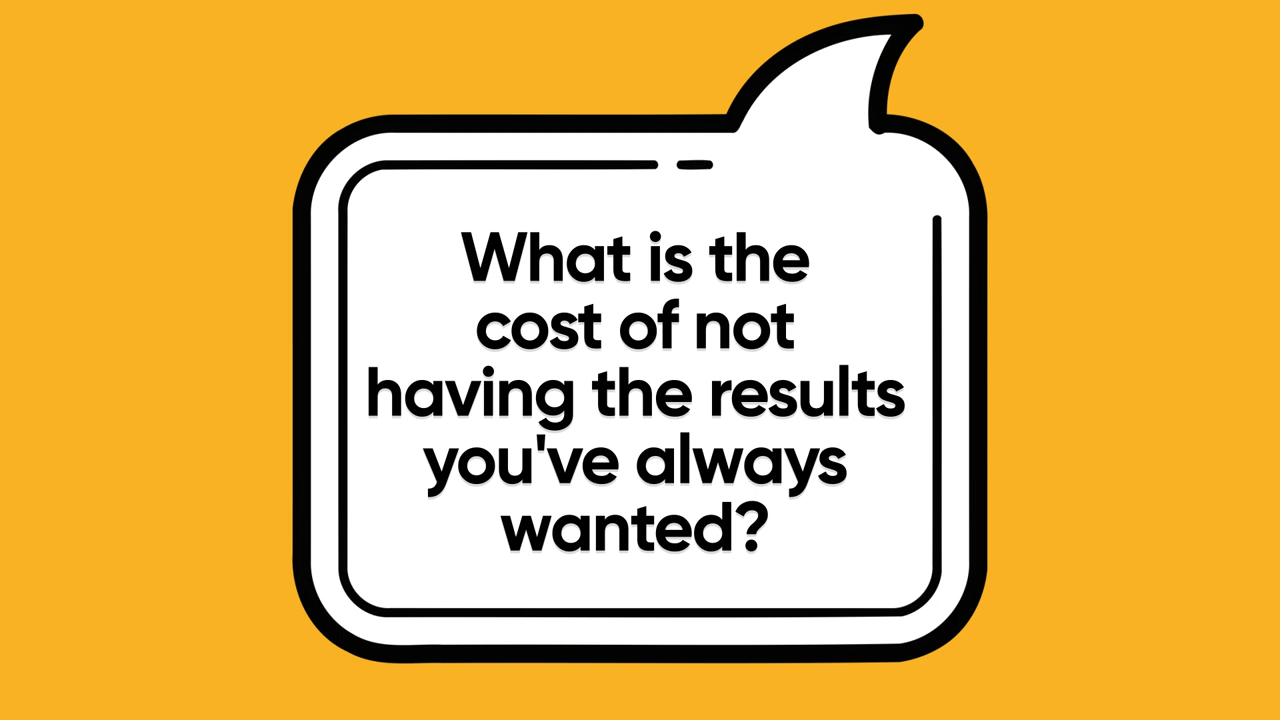 What is the
cost of not
having the results
you've always
wanted?